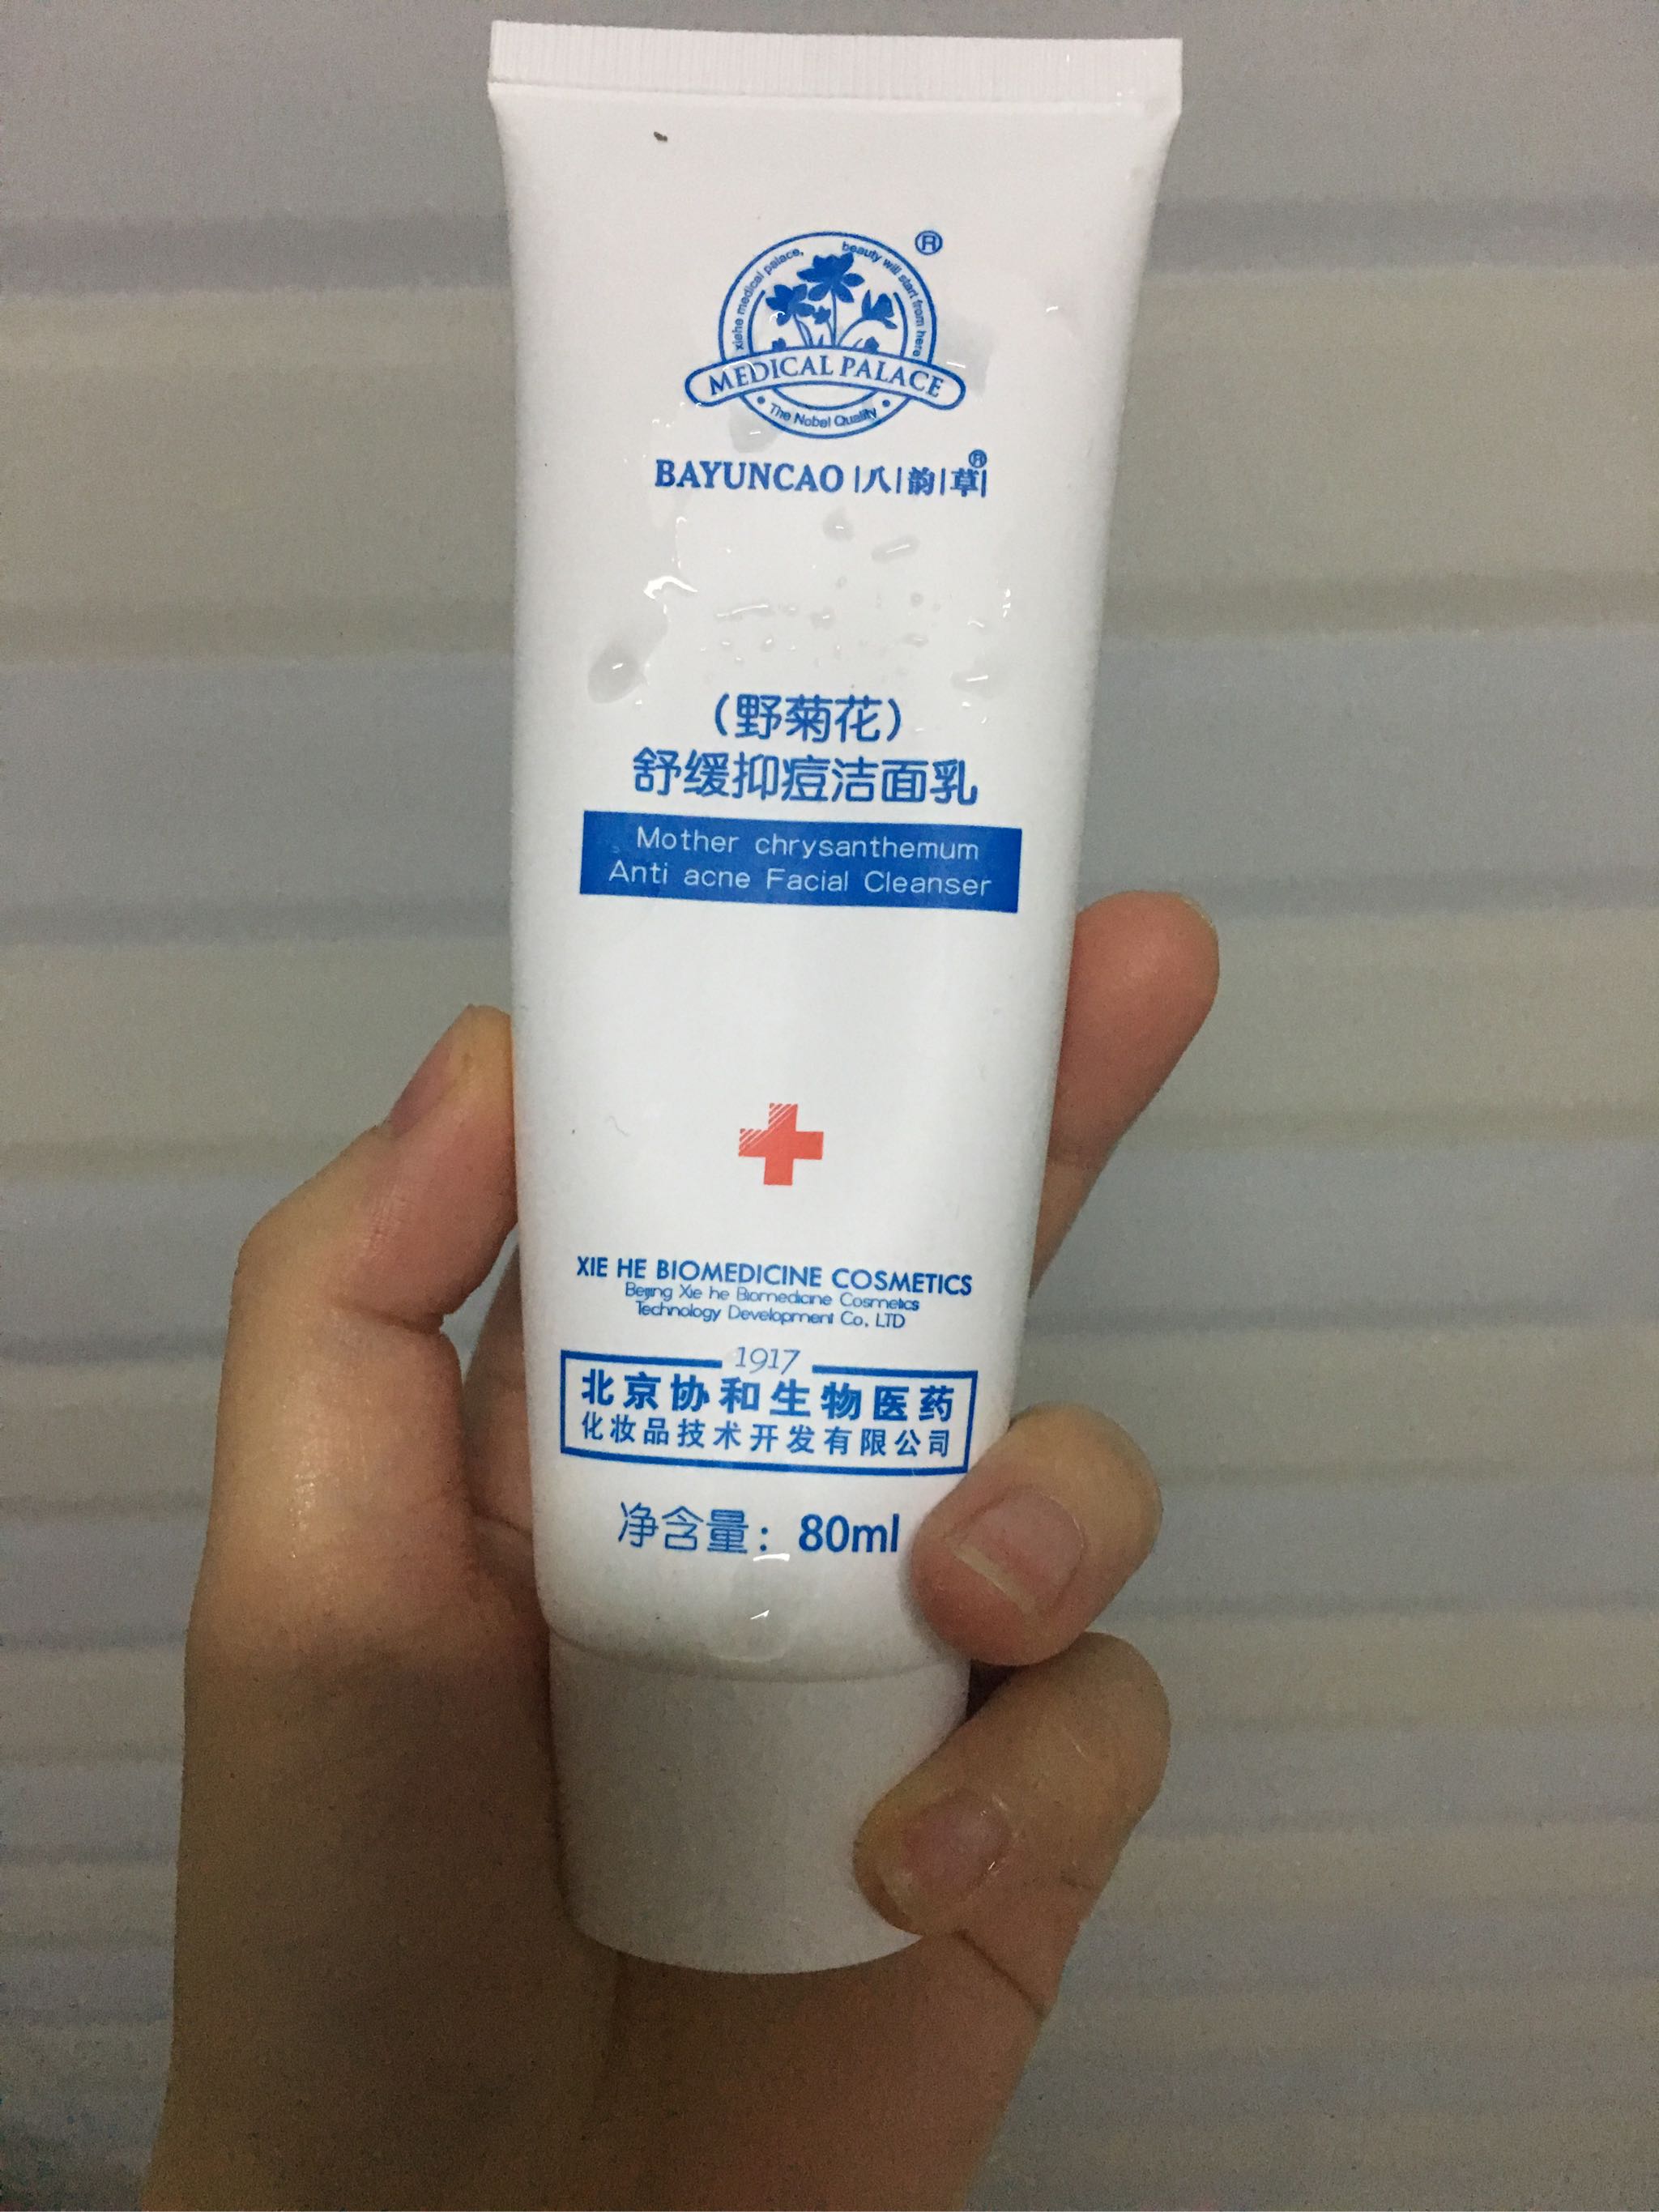 ®
xiehe medical palace, beauty will start from here
MEDICAL PALACE
• The Nobel Quality •
BAYUNCAO |八|韵|草|®
（野菊花）
舒缓抑痘洁面乳
Mother chrysanthemum
Anti acne Facial Cleanser
XIE HE BIOMEDICINE COSMETICS
Beijing Xie he Biomedicine Cosmetics
Technology Development Co, LTD
1917
北京协和生物医药
化妆品技术开发有限公司
净含量：80ml